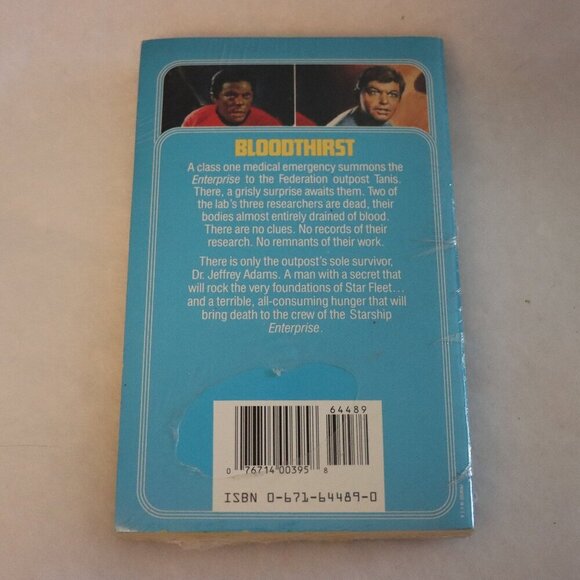 BLOODTHIRST
A class one medical emergency summons the
Enterprise to the Federation outpost Tanis.
There, a grisly surprise awaits them. Two of
the lab's three researchers are dead, their
bodies almost entirely drained of blood.
There are no clues. No records of their
research. No remnants of their work.
There is only the outpost's sole survivor,
Dr. Jeffrey Adams. A man with a secret that
will rock the very foundations of Star Fleet...
and a terrible, all-consuming hunger that will
bring death to the crew of the Starship
Enterprise.
64489
0 76714 00395 8
ISBN 0-671-64489-0